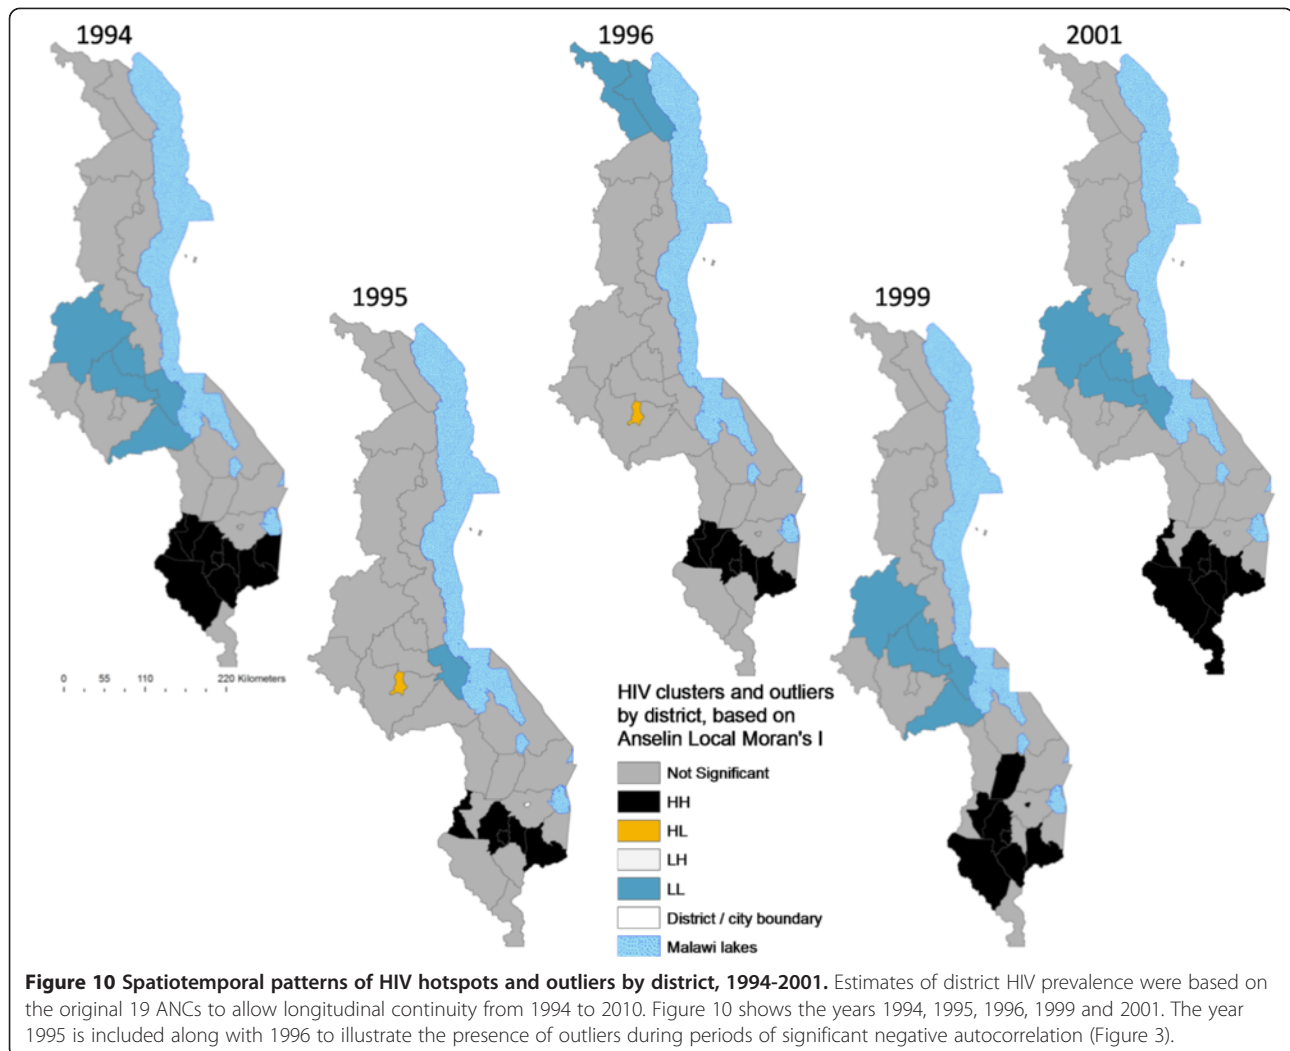 1994
1996
2001
1995
1999
0 55 110 220 Kilometers
HIV clusters and outliers
by district, based on
Anselin Local Moran's I
Not Significant
HH
HL
LH
LL
District / city boundary
Malawi lakes
Figure 10 Spatiotemporal patterns of HIV hotspots and outliers by district, 1994-2001. Estimates of district HIV prevalence were based on
the original 19 ANCs to allow longitudinal continuity from 1994 to 2010. Figure 10 shows the years 1994, 1995, 1996, 1999 and 2001. The year
1995 is included along with 1996 to illustrate the presence of outliers during periods of significant negative autocorrelation (Figure 3).